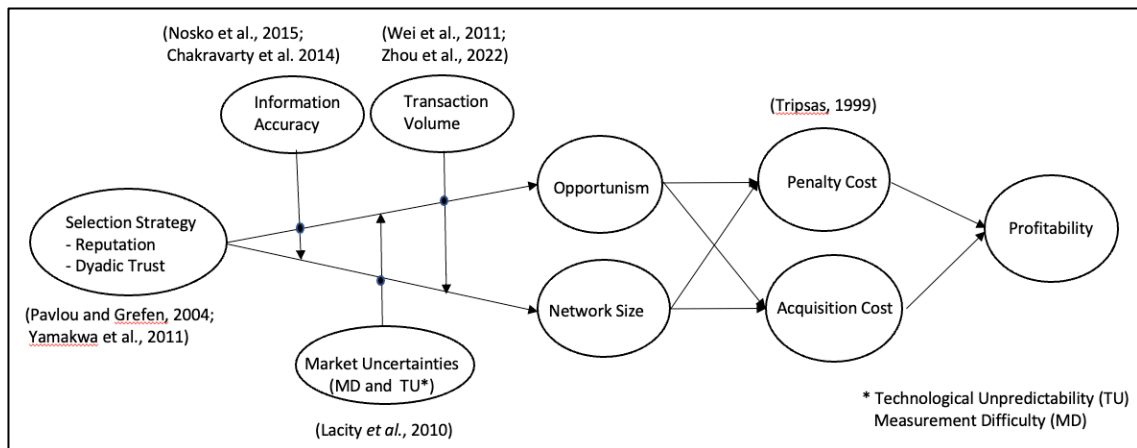 (Nosko et al., 2015;
Chakravarty et al. 2014)
(Wei et al., 2011;
Zhou et al., 2022)
Information
Accuracy
Transaction
Volume
(Tripsas, 1999)
Opportunism
Penalty Cost
Selection Strategy
- Reputation
- Dyadic Trust
Profitability
(Pavlou and Grefen, 2004;
Yamakwa et al., 2011)
Network Size
Acquisition Cost
Market Uncertainties
(MD and TU*)
(Lacity et al., 2010)
* Technological Unpredictability (TU)
Measurement Difficulty (MD)